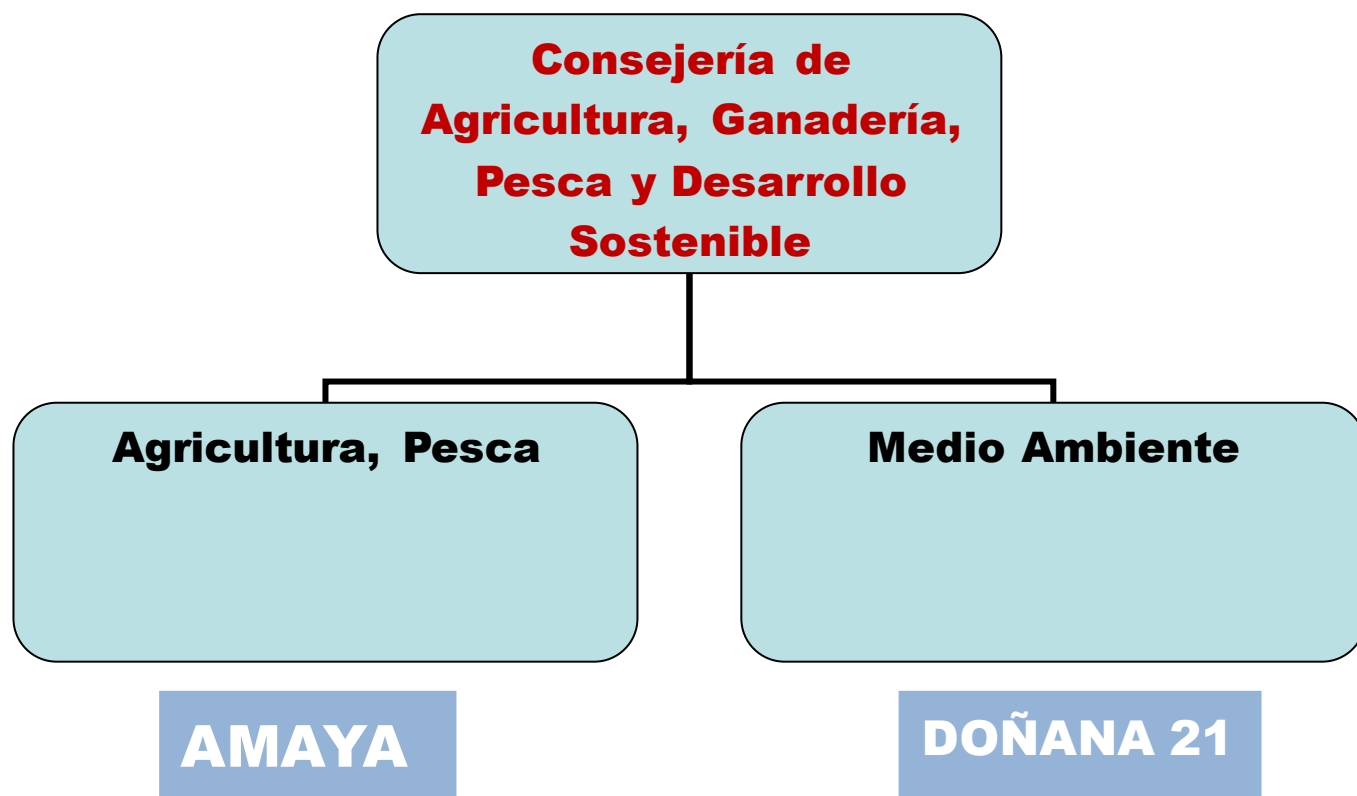 Consejería de
Agricultura, Ganadería,
Pesca y Desarrollo
Sostenible
Agricultura, Pesca
Medio Ambiente
AMAYA
DOÑANA 21